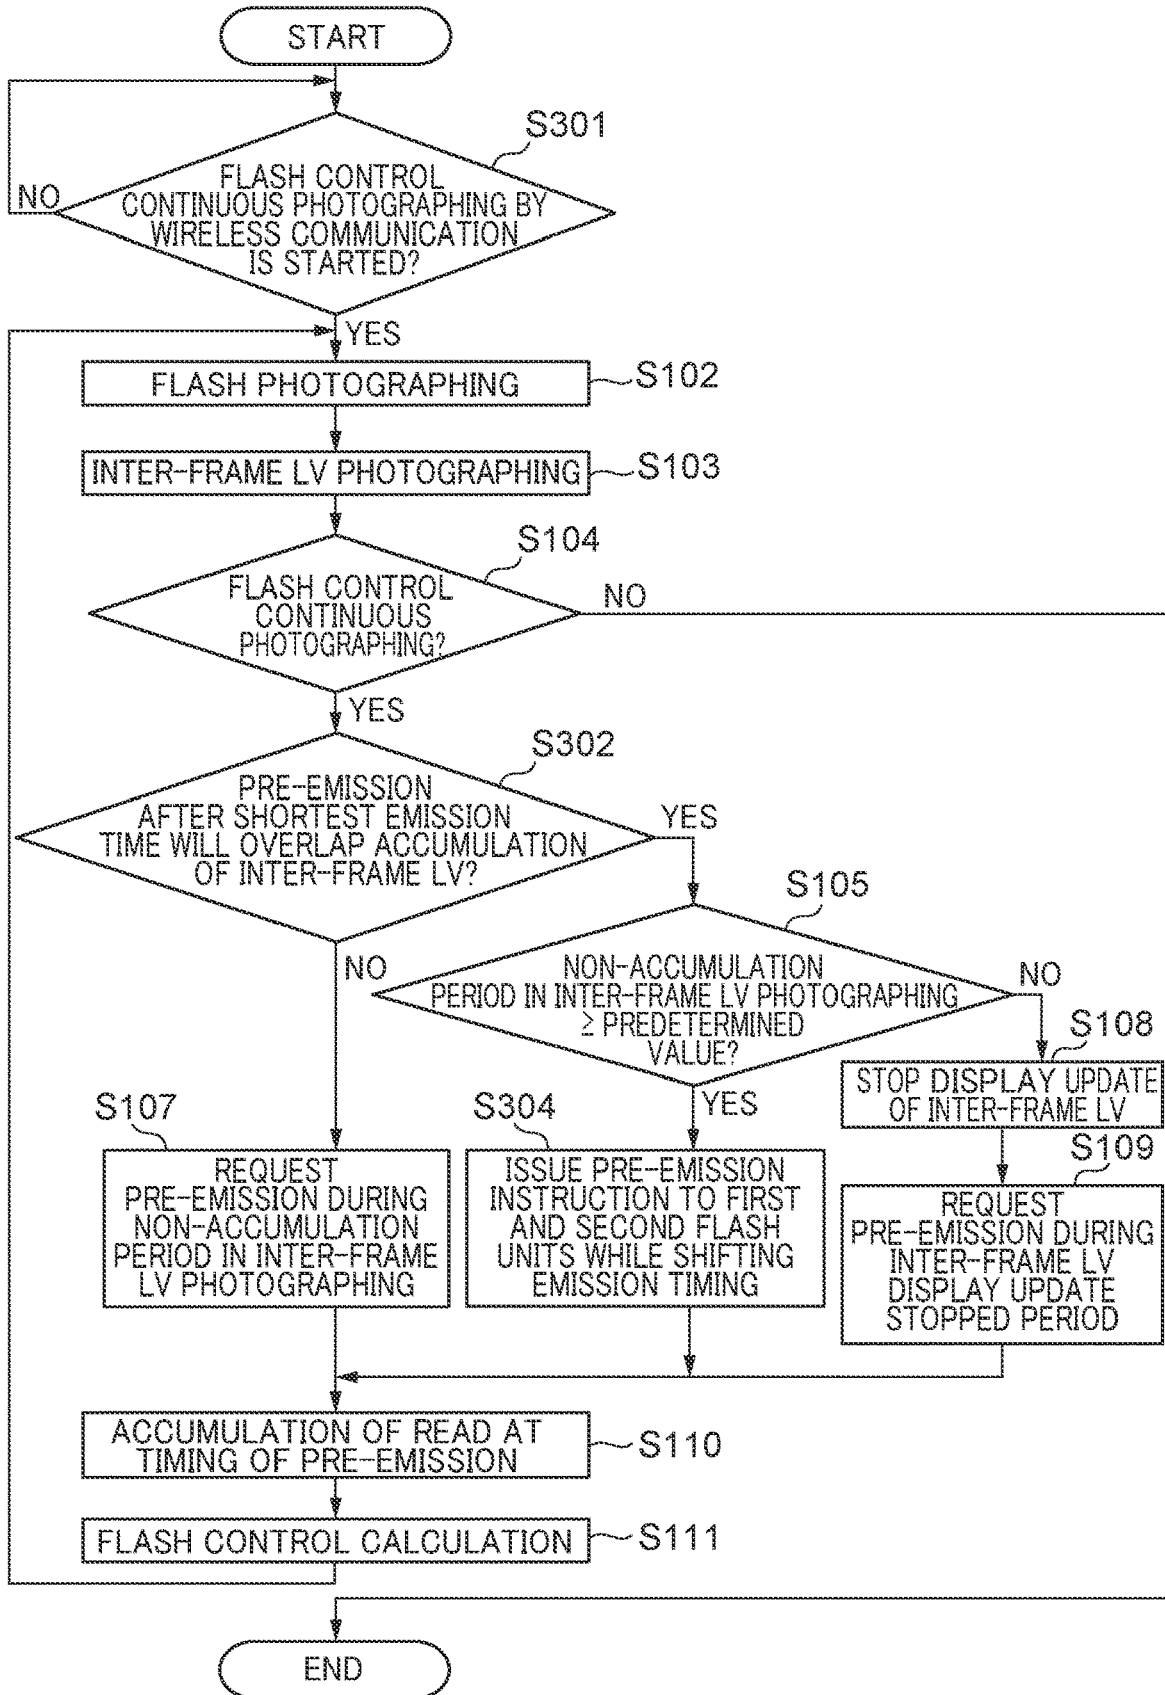 START
S301
FLASH CONTROL
CONTINUOUS PHOTOGRAPHING BY
WIRELESS COMMUNICATION
IS STARTED?
NO
YES
FLASH PHOTOGRAPHING
S102
INTER-FRAME LV PHOTOGRAPHING
S103
S104
FLASH CONTROL
CONTINUOUS
PHOTOGRAPHING?
NO
YES
S302
PRE-EMISSION
AFTER SHORTEST EMISSION
TIME WILL OVERLAP ACCUMULATION
OF INTER-FRAME LV?
YES
NO
S105
NON-ACCUMULATION
PERIOD IN INTER-FRAME LV PHOTOGRAPHING
≥ PREDETERMINED
VALUE?
NO
YES
S108
STOP DISPLAY UPDATE
OF INTER-FRAME LV
S107
REQUEST
PRE-EMISSION DURING
NON-ACCUMULATION
PERIOD IN INTER-FRAME
LV PHOTOGRAPHING
S304
ISSUE PRE-EMISSION
INSTRUCTION TO FIRST
AND SECOND FLASH
UNITS WHILE SHIFTING
EMISSION TIMING
S109
REQUEST
PRE-EMISSION DURING
INTER-FRAME LV
DISPLAY UPDATE
STOPPED PERIOD
ACCUMULATION OF READ AT
TIMING OF PRE-EMISSION
S110
FLASH CONTROL CALCULATION
S111
END